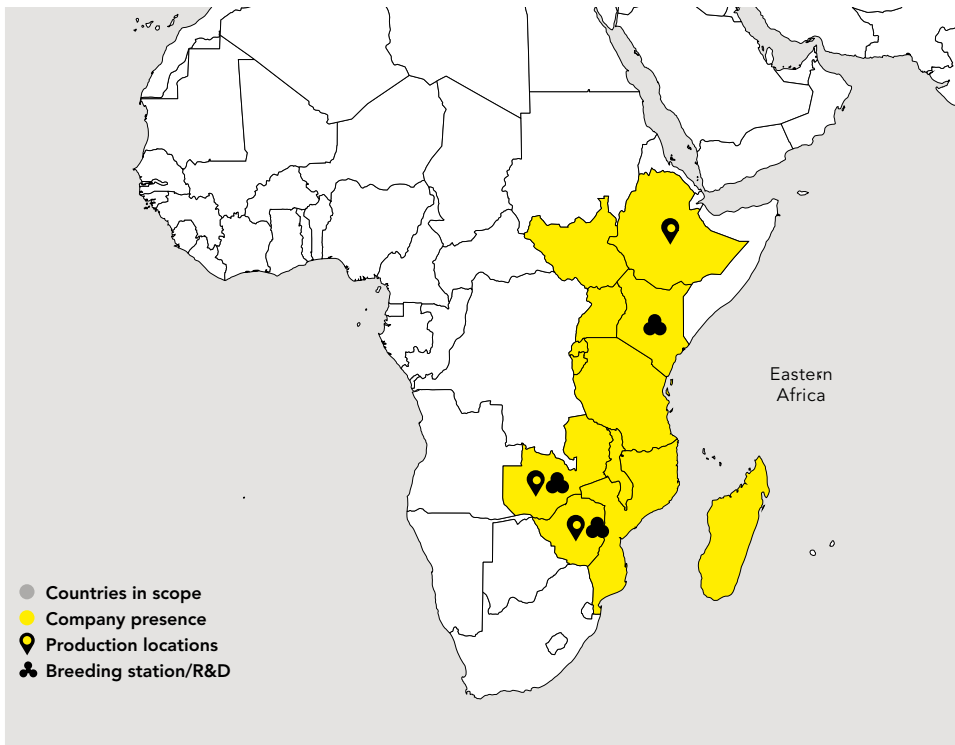 Eastern
Africa
Countries in scope
Company presence
Production locations
Breeding station/R&D